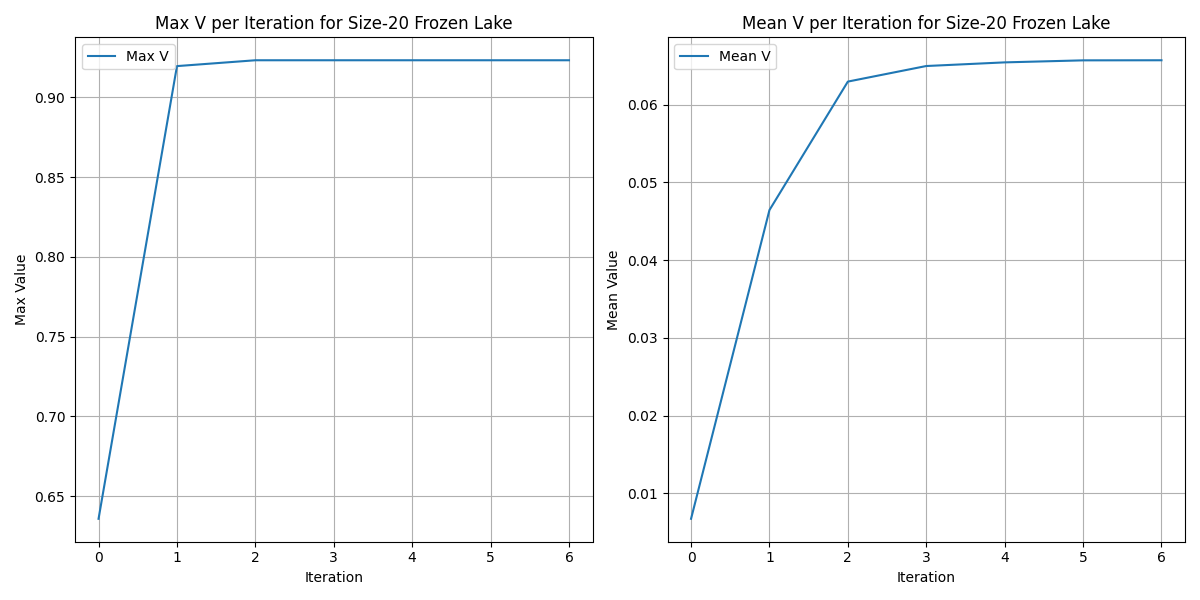 Max V per Iteration for Size-20 Frozen Lake
Max V
0.90
0.85
0.80
0.75
0.70
0.65
Max Value
0 1 2 3 4 5 6
Iteration
Mean V per Iteration for Size-20 Frozen Lake
Mean V
0.06
0.05
0.04
0.03
0.02
0.01
Mean Value
0 1 2 3 4 5 6
Iteration